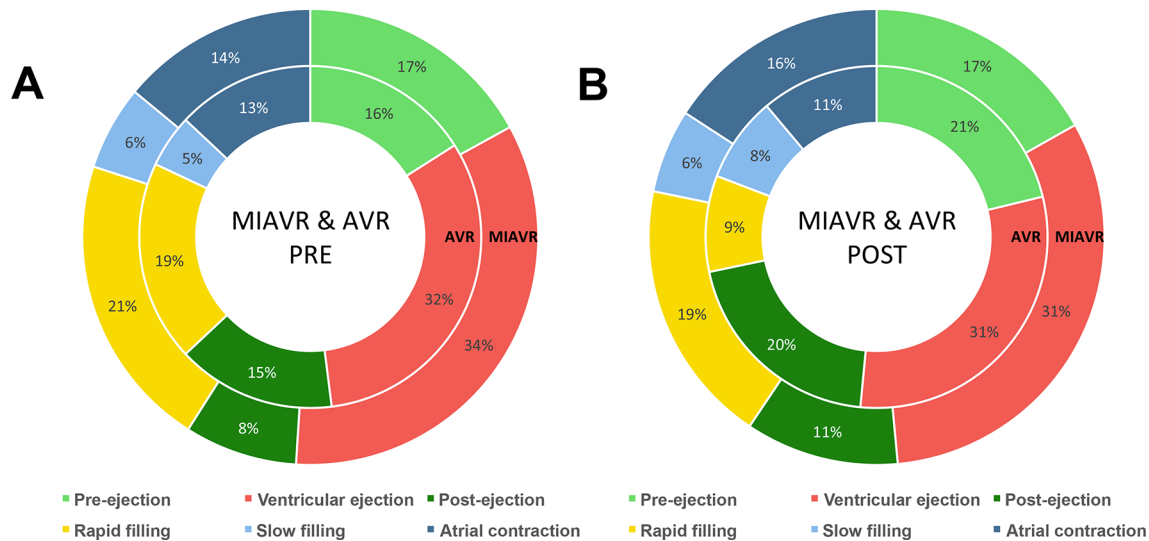 A
14%
17%
13%
16%
6%
5%
MIAVR & AVR
PRE
AVR
MIAVR
19%
21%
32%
34%
15%
8%
Pre-ejection
Ventricular ejection
Post-ejection
Rapid filling
Slow filling
Atrial contraction
B
16%
17%
11%
21%
6%
8%
MIAVR & AVR
POST
AVR
MIAVR
9%
19%
31%
31%
20%
11%
Pre-ejection
Ventricular ejection
Post-ejection
Rapid filling
Slow filling
Atrial contraction